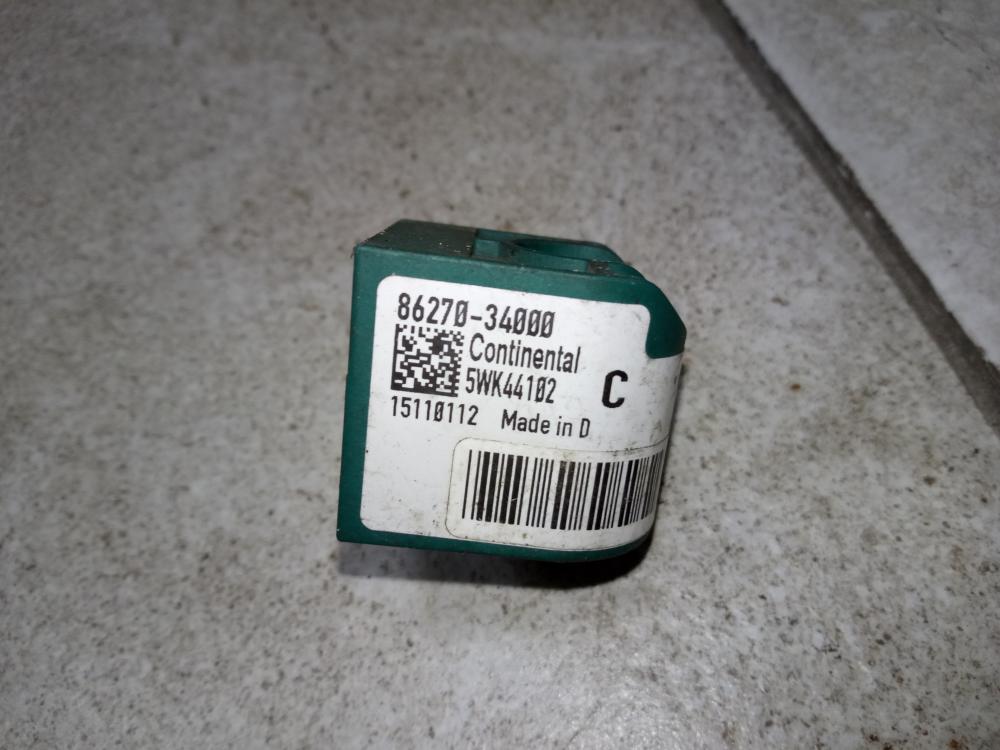 86270-34000
Continental
5WK44102
C
15110112 Made in D